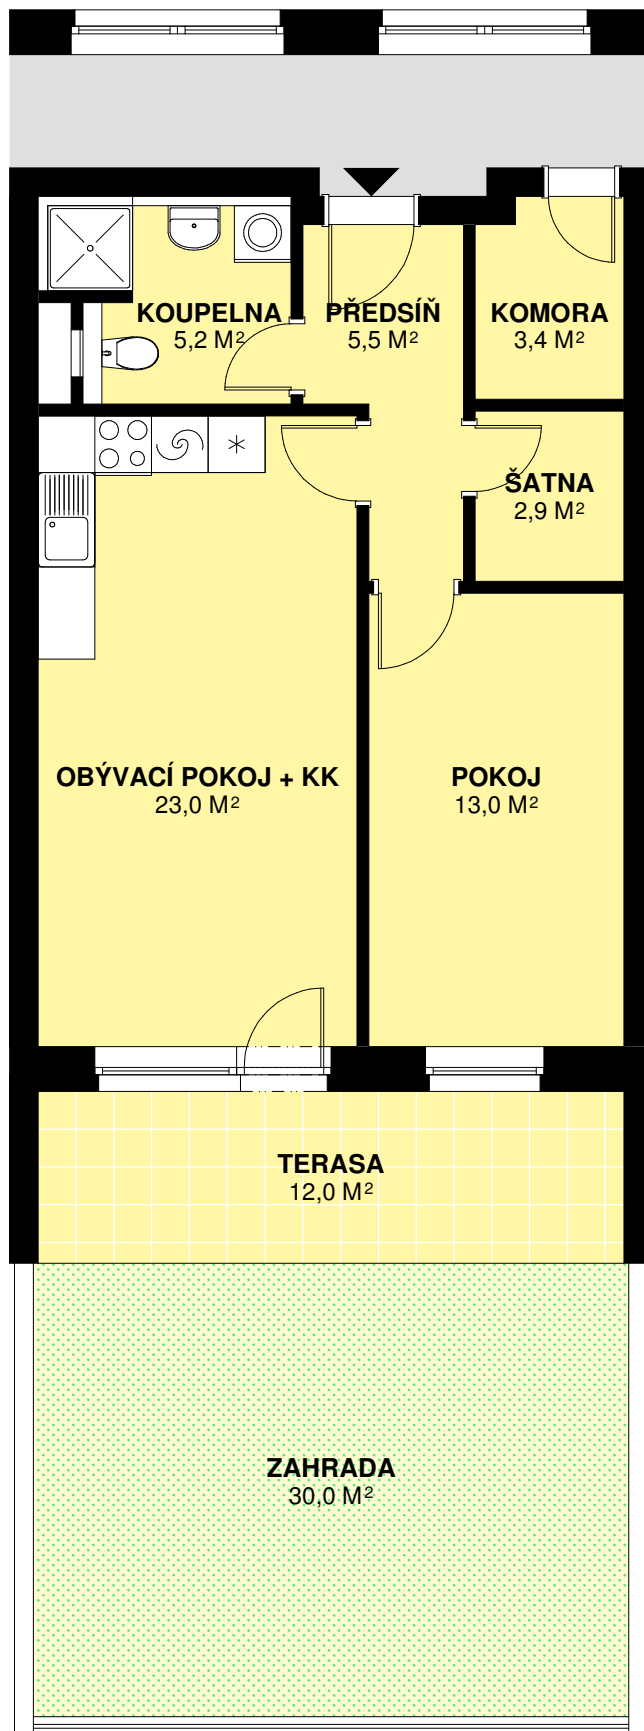 KOUPELNA
5,2 M²
PŘEDSÍŇ
5,5 M²
KOMORA
3,4 M²
ŠATNA
2,9 M²
OBÝVACÍ POKOJ + KK
23,0 M²
POKOJ
13,0 M²
TERASA
12,0 M²
ZAHRADA
30,0 M²